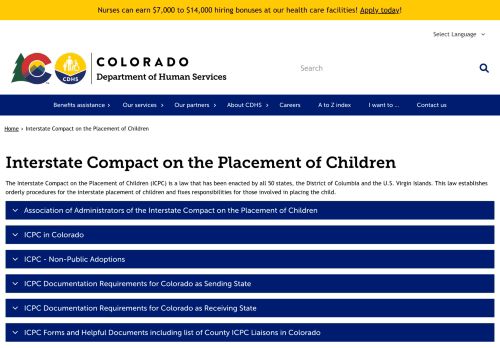 Nurses can earn $7,000 to $14,000 hiring bonuses at our health care facilities! Apply today!
Select Language
COLORADO
Department of Human Services
CDHS
Search
Benefits assistance
Our services
Our partners
About CDHS
Careers
A to Z index
I want to ...
Contact us
Home › Interstate Compact on the Placement of Children
Interstate Compact on the Placement of Children
The Interstate Compact on the Placement of Children (ICPC) is a law that has been enacted by all 50 states, the District of Columbia and the U.S. Virgin Islands. This law establishes
orderly procedures for the interstate placement of children and fixes responsibilities for those involved in placing the child.
Association of Administrators of the Interstate Compact on the Placement of Children
ICPC in Colorado
ICPC - Non-Public Adoptions
ICPC Documentation Requirements for Colorado as Sending State
ICPC Documentation Requirements for Colorado as Receiving State
ICPC Forms and Helpful Documents including list of County ICPC Liaisons in Colorado